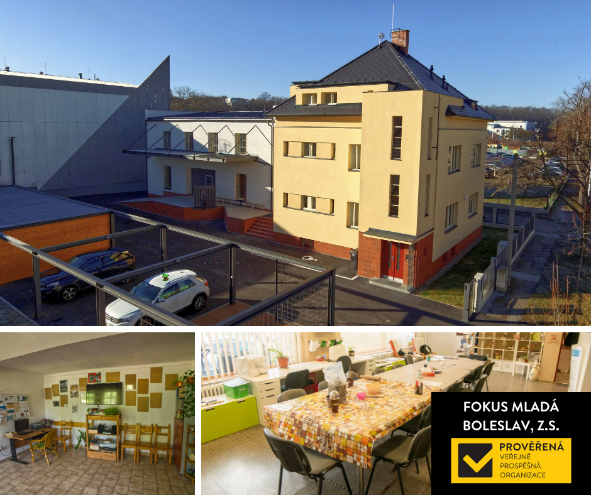 FOKUS MLADÁ
BOLESLAV, Z.S.
PROVĚŘENÁ
VEŘEJNĚ
PROSPĚŠNÁ
ORGANIZACE